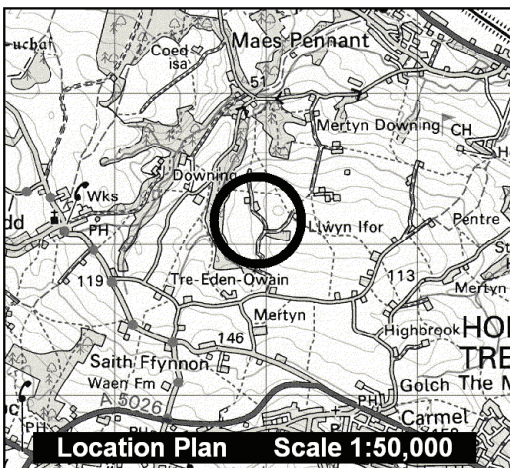 Maes Pennant
Coed
isa
51
Mertyn Downing
CH
Downing
Wks
PH
Llwyn Ifor
Pentre
119
Tre-Eden-Owain
113
Mertyn
Mertyn
Highbrook
146
Saith Ffynnon
Waen Fm
Golch
The M
A 5026
PH
PH
Carmel
Location Plan Scale 1:50,000